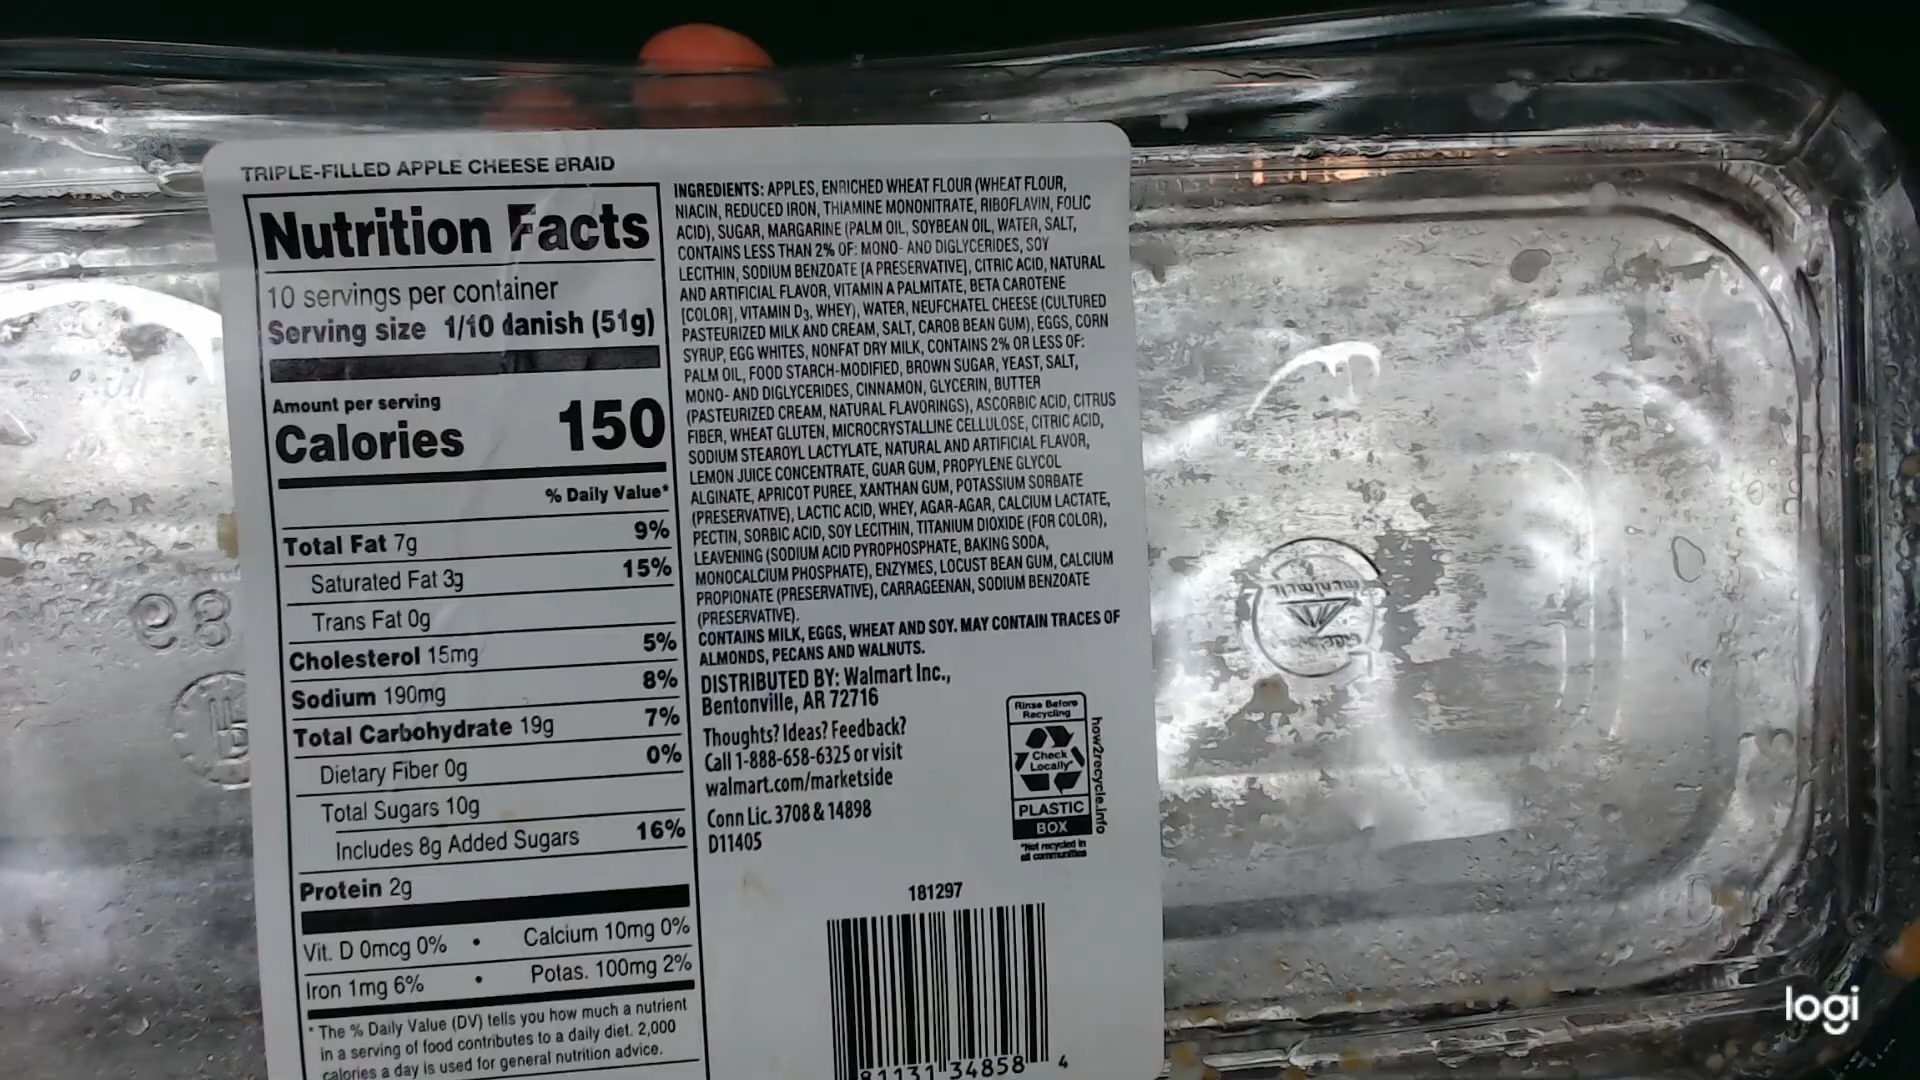 TRIPLE-FILLED APPLE CHEESE BRAID
Nutrition Facts
10 servings per container
Serving size 1/10 danish (51g)
Amount per serving
Calories 150
% Daily Value*
Total Fat 7g 9%
Saturated Fat 3g 15%
Trans Fat 0g
Cholesterol 15mg 5%
Sodium 190mg 8%
Total Carbohydrate 19g 7%
Dietary Fiber 0g 0%
Total Sugars 10g
Includes 8g Added Sugars 16%
Protein 2g
Vit. D 0mcg 0% • Calcium 10mg 0%
Iron 1mg 6% • Potas. 100mg 2%
* The % Daily Value (DV) tells you how much a nutrient
in a serving of food contributes to a daily diet. 2,000
calories a day is used for general nutrition advice.
INGREDIENTS: APPLES, ENRICHED WHEAT FLOUR (WHEAT FLOUR,
NIACIN, REDUCED IRON, THIAMINE MONONITRATE, RIBOFLAVIN, FOLIC
ACID), SUGAR, MARGARINE (PALM OIL, SOYBEAN OIL, WATER, SALT,
CONTAINS LESS THAN 2% OF: MONO- AND DIGLYCERIDES, SOY
LECITHIN, SODIUM BENZOATE [A PRESERVATIVE], CITRIC ACID, NATURAL
AND ARTIFICIAL FLAVOR, VITAMIN A PALMITATE, BETA CAROTENE
[COLOR], VITAMIN D3, WHEY), WATER, NEUFCHATEL CHEESE (CULTURED
PASTEURIZED MILK AND CREAM, SALT, CAROB BEAN GUM), EGGS, CORN
SYRUP, EGG WHITES, NONFAT DRY MILK, CONTAINS 2% OR LESS OF:
PALM OIL, FOOD STARCH-MODIFIED, BROWN SUGAR, YEAST, SALT,
MONO- AND DIGLYCERIDES, CINNAMON, GLYCERIN, BUTTER
(PASTEURIZED CREAM, NATURAL FLAVORINGS), ASCORBIC ACID, CITRUS
FIBER, WHEAT GLUTEN, MICROCRYSTALLINE CELLULOSE, CITRIC ACID,
SODIUM STEAROYL LACTYLATE, NATURAL AND ARTIFICIAL FLAVOR,
LEMON JUICE CONCENTRATE, GUAR GUM, PROPYLENE GLYCOL
ALGINATE, APRICOT PUREE, XANTHAN GUM, POTASSIUM SORBATE
(PRESERVATIVE), LACTIC ACID, WHEY, AGAR-AGAR, CALCIUM LACTATE,
PECTIN, SORBIC ACID, SOY LECITHIN, TITANIUM DIOXIDE (FOR COLOR),
LEAVENING (SODIUM ACID PYROPHOSPHATE, BAKING SODA,
MONOCALCIUM PHOSPHATE), ENZYMES, LOCUST BEAN GUM, CALCIUM
PROPIONATE (PRESERVATIVE), CARRAGEENAN, SODIUM BENZOATE
(PRESERVATIVE).
CONTAINS MILK, EGGS, WHEAT AND SOY. MAY CONTAIN TRACES OF
ALMONDS, PECANS AND WALNUTS.
DISTRIBUTED BY: Walmart Inc.,
Bentonville, AR 72716
Thoughts? Ideas? Feedback?
Call 1-888-658-6325 or visit
walmart.com/marketside
Conn Lic. 3708 & 14898
D11405
Rinse Before
Recycling
Check
Locally*
PLASTIC
BOX
*Not recycled in
all communities
how2recycle.info
181297
81131 34858 4
logi